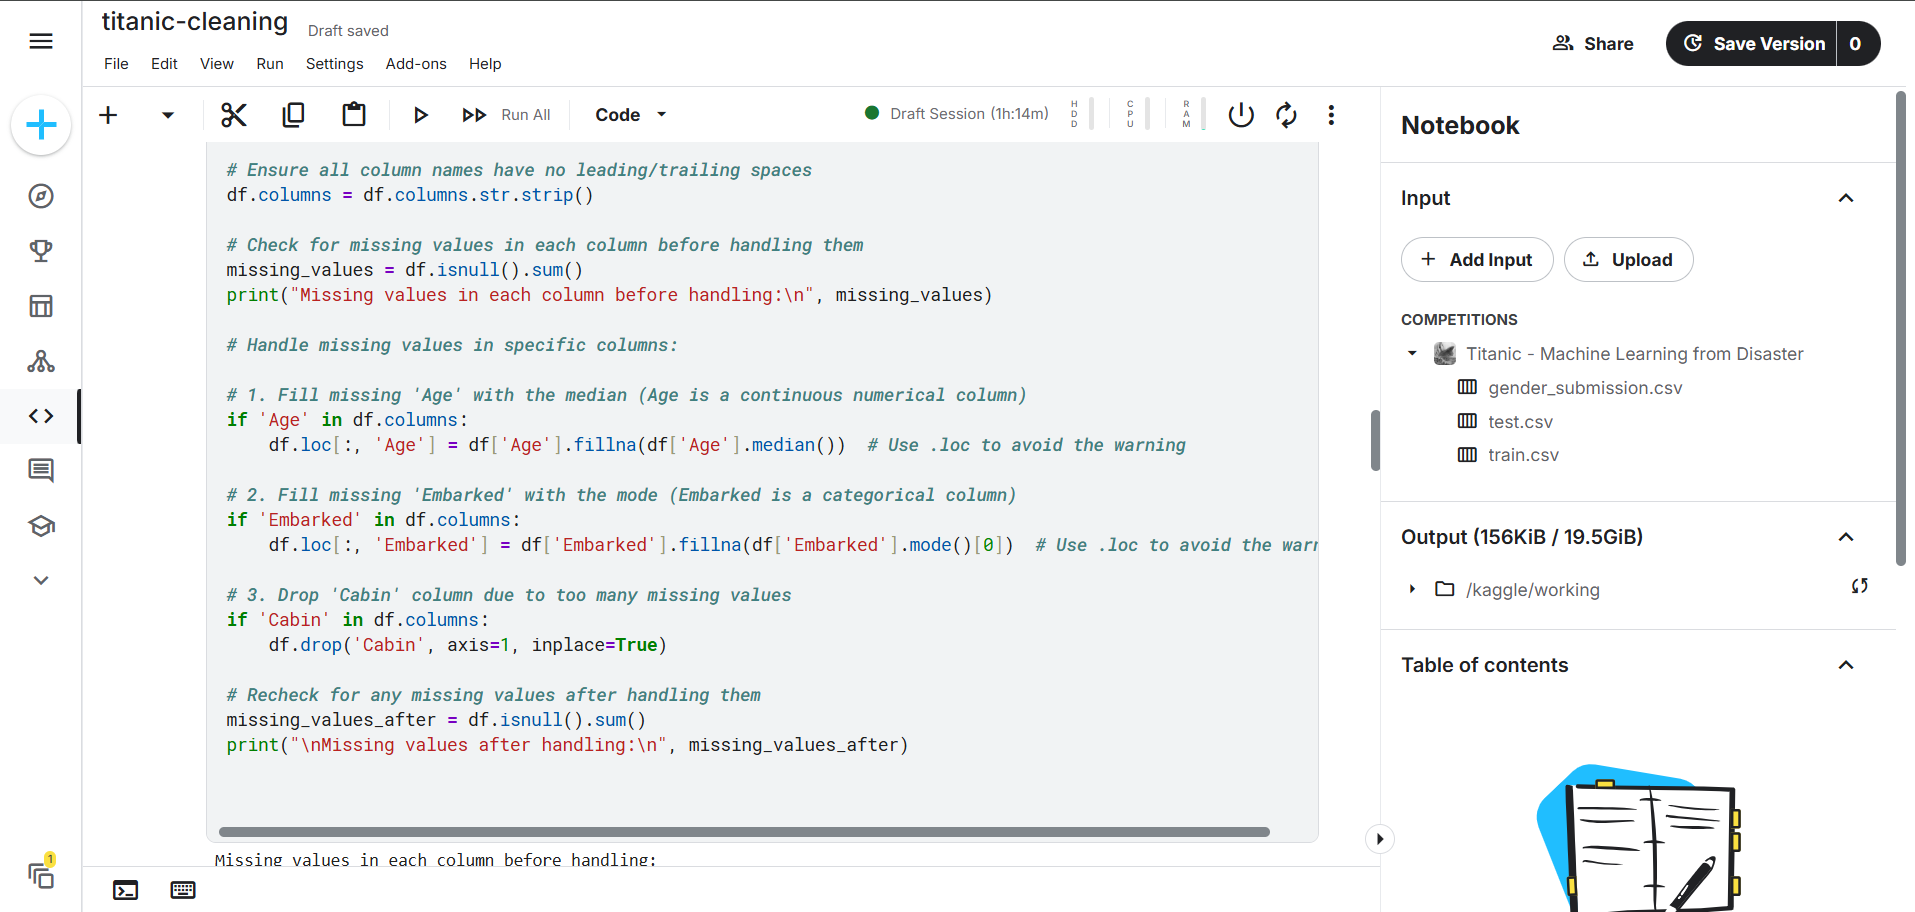 titanic-cleaning Draft saved
File Edit View Run Settings Add-ons Help
Share
Save Version 0
Run All
Code
Draft Session (1h:14m)
HDD
CPU
RAM
# Ensure all column names have no leading/trailing spaces
df.columns = df.columns.str.strip()
# Check for missing values in each column before handling them
missing_values = df.isnull().sum()
print("Missing values in each column before handling:\n", missing_values)
# Handle missing values in specific columns:
# 1. Fill missing 'Age' with the median (Age is a continuous numerical column)
if 'Age' in df.columns:
    df.loc[:, 'Age'] = df['Age'].fillna(df['Age'].median())  # Use .loc to avoid the warning
# 2. Fill missing 'Embarked' with the mode (Embarked is a categorical column)
if 'Embarked' in df.columns:
    df.loc[:, 'Embarked'] = df['Embarked'].fillna(df['Embarked'].mode()[0])  # Use .loc to avoid the
# 3. Drop 'Cabin' column due to too many missing values
if 'Cabin' in df.columns:
    df.drop('Cabin', axis=1, inplace=True)
# Recheck for any missing values after handling them
missing_values_after = df.isnull().sum()
print("\nMissing values after handling:\n", missing_values_after)
Missing values in each column before handling:
1
Notebook
Input
Add Input
Upload
COMPETITIONS
Titanic - Machine Learning from Disaster
gender_submission.csv
test.csv
train.csv
Output (156KiB / 19.5GiB)
/kaggle/working
Table of contents